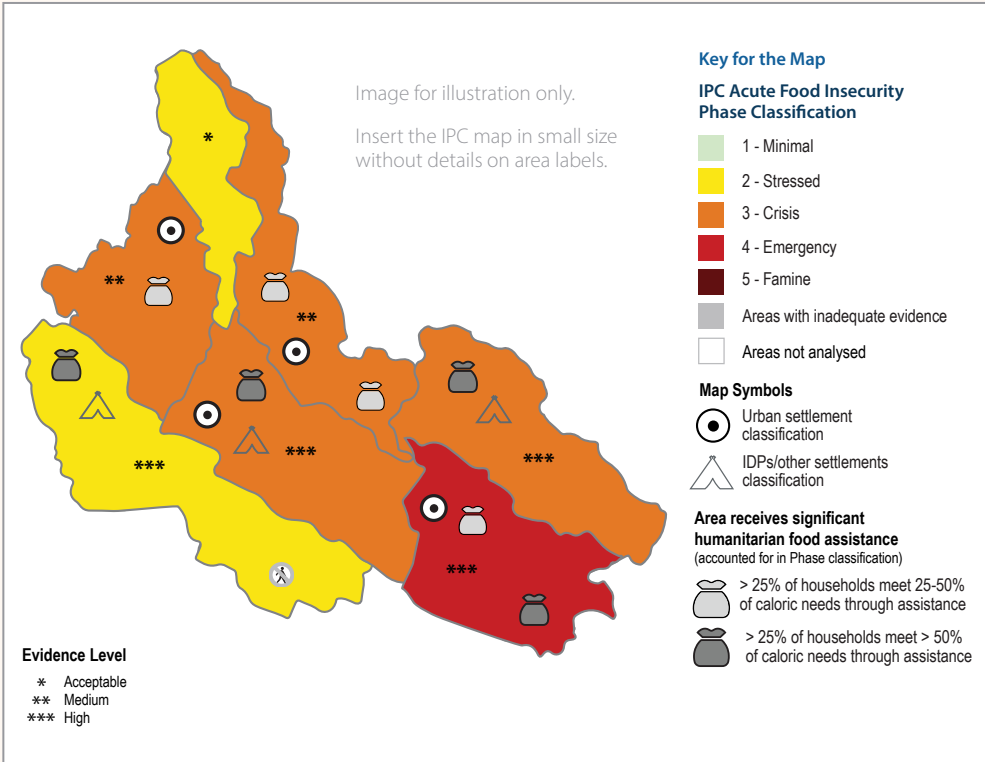 Image for illustration only.
Insert the IPC map in small size
without details on area labels.
Key for the Map
IPC Acute Food Insecurity
Phase Classification
1 - Minimal
2 - Stressed
3 - Crisis
4 - Emergency
5 - Famine
Areas with inadequate evidence
Areas not analysed
Map Symbols
Urban settlement
classification
IDPs/other settlements
classification
Area receives significant
humanitarian food assistance
(accounted for in Phase classification)
> 25% of households meet 25-50%
of caloric needs through assistance
> 25% of households meet > 50%
of caloric needs through assistance
*
**
**
***
***
***
***
Evidence Level
* Acceptable
** Medium
*** High